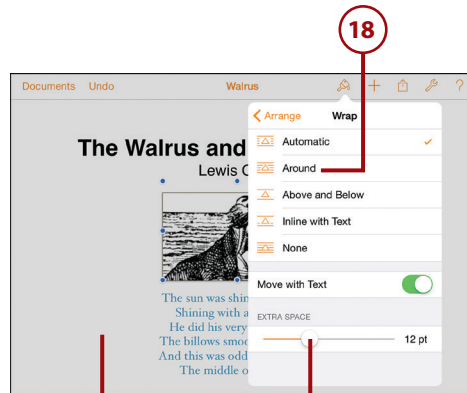 18
Documents Undo Walrus ?
Arrange Wrap
Automatic
The Walrus and
Around
Lewis
Above and Below
Inline with Text
None
Move with Text
The sun was shin
EXTRA SPACE
Shining with a
He did his very
12 pt
The billows smoo
And this was odd
The middle o